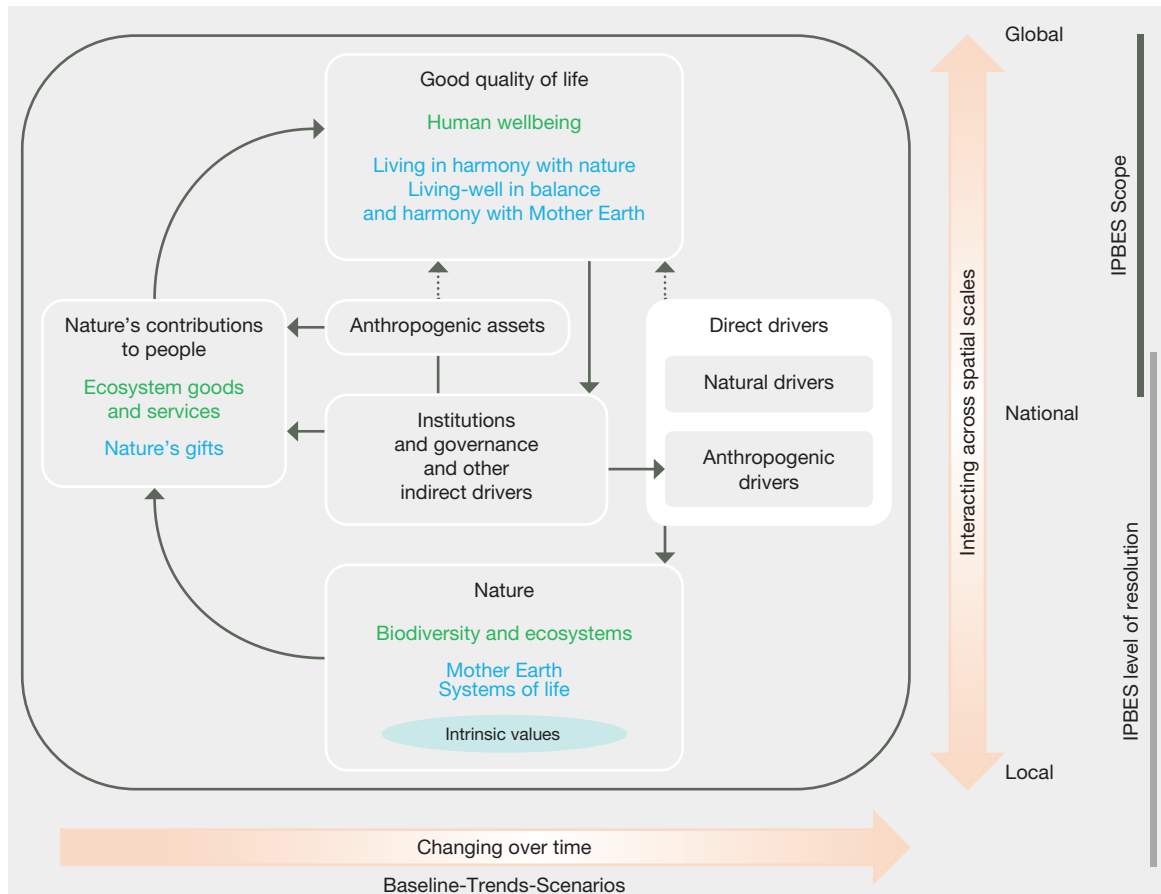 Good quality of life
Human wellbeing
Living in harmony with nature
Living-well in balance
and harmony with Mother Earth
Nature's contributions
to people
Ecosystem goods
and services
Nature's gifts
Anthropogenic assets
Institutions
and governance
and other
indirect drivers
Direct drivers
Natural drivers
Anthropogenic
drivers
Nature
Biodiversity and ecosystems
Mother Earth
Systems of life
Intrinsic values
Changing over time
Baseline-Trends-Scenarios
Interacting across spatial scales
Global
National
Local
IPBES Scope
IPBES level of resolution